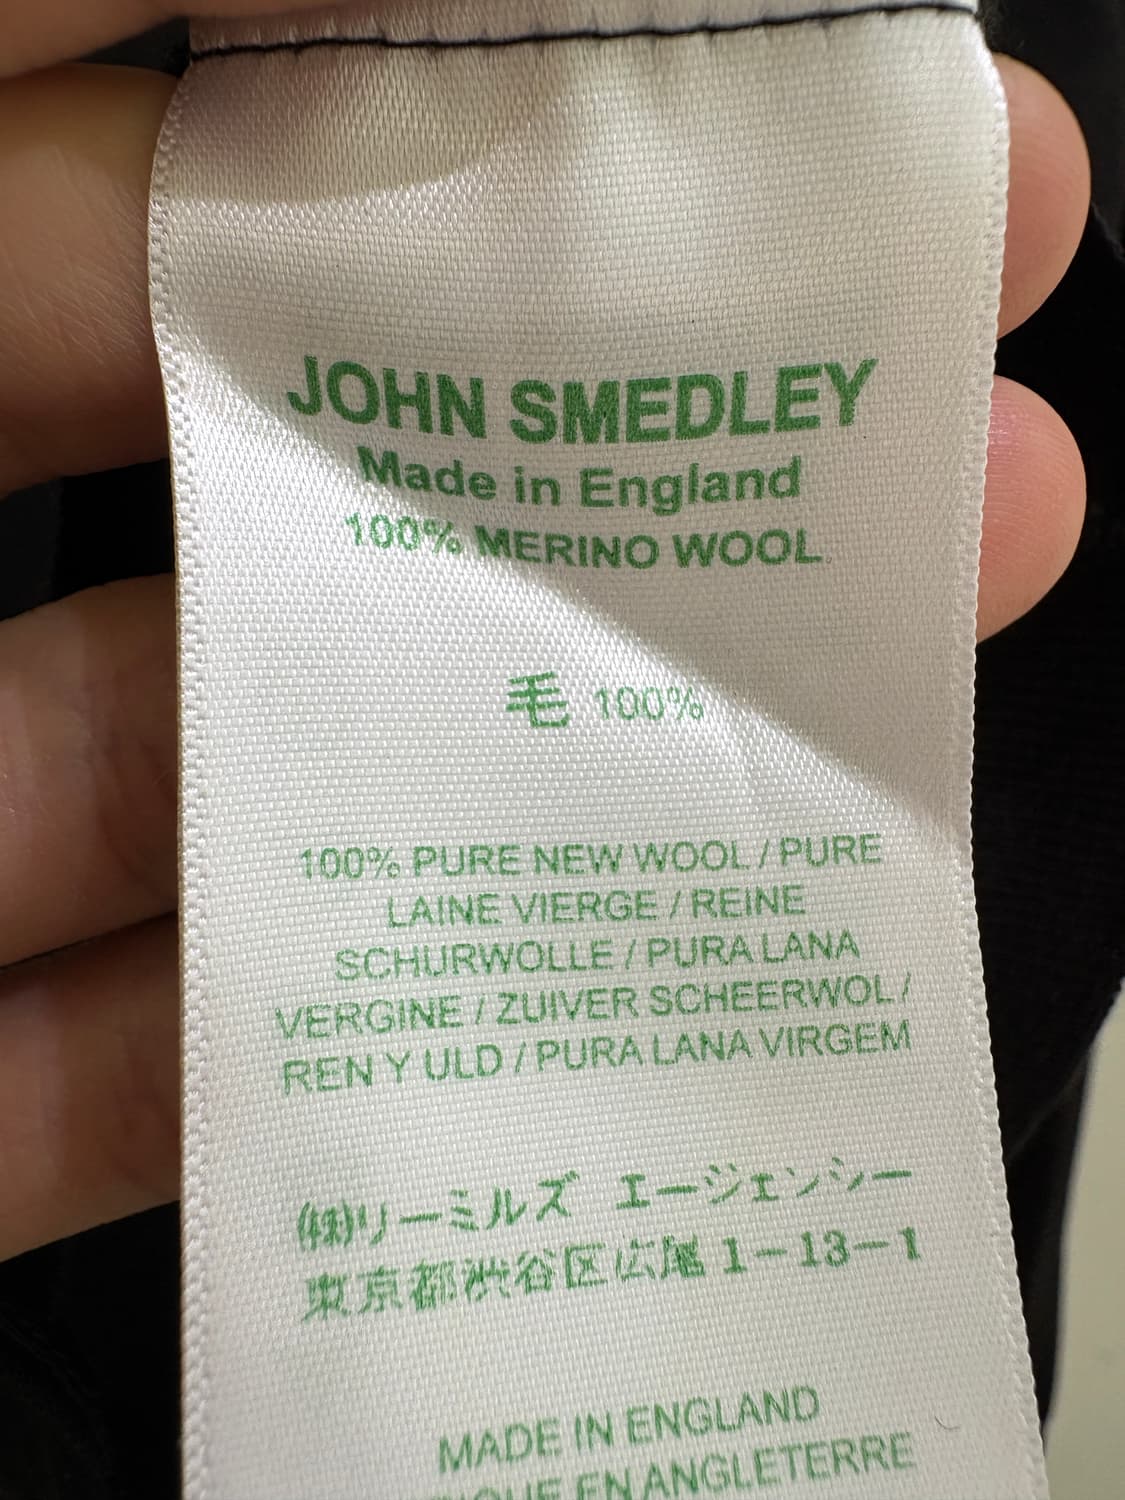 JOHN SMEDLEY
Made in England
100% MERINO WOOL
毛 100%
100% PURE NEW WOOL / PURE
LAINE VIERGE / REINE
SCHURWOLLE / PURA LANA
VERGINE / ZUIVER SCHEERWOL /
REN Y ULD / PURA LANA VIRGEM
㈱リーミルズ エージェンシー
東京都渋谷区広尾 1-13-1
MADE IN ENGLAND
EN ANGLETERRE